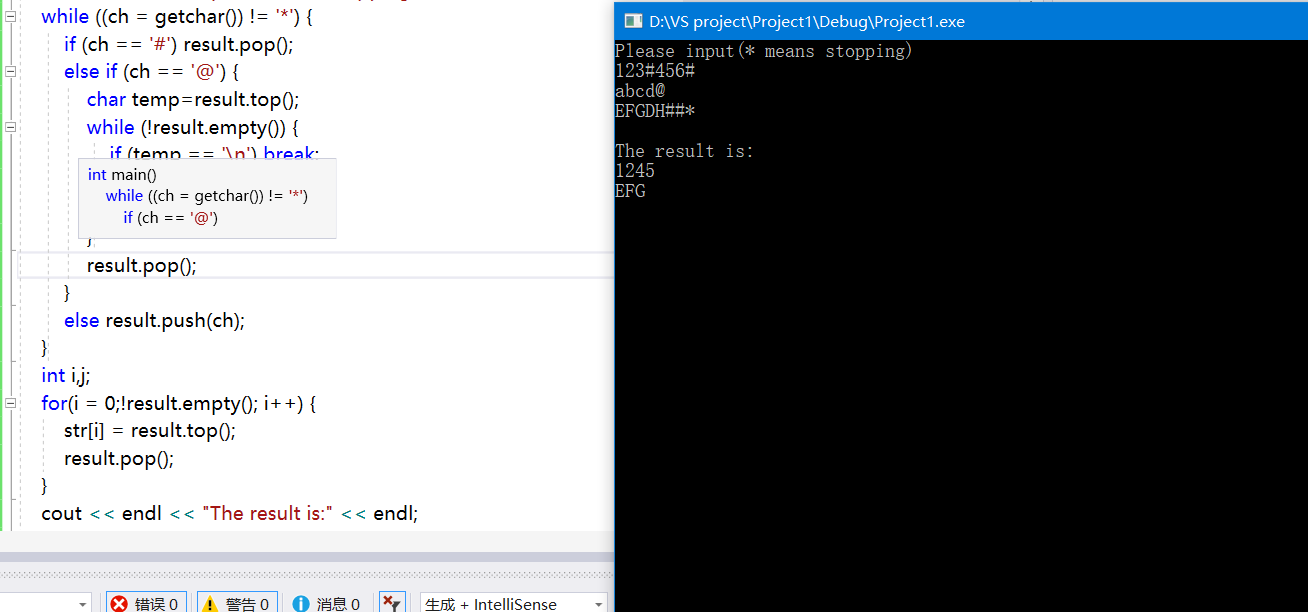 while ((ch = getchar()) != '*') {
if (ch == '#') result.pop();
else if (ch == '@') {
char temp=result.top();
while (!result.empty()) {
if (temp == '\n') break;
int main()
while ((ch = getchar()) != '*')
if (ch == '@')
}
result.pop();
}
else result.push(ch);
}
int i,j;
for(i = 0;!result.empty(); i++) {
str[i] = result.top();
result.pop();
}
cout << endl << "The result is:" << endl;
错误 0
警告 0
消息 0
生成 + IntelliSense
D:\VS project\Project1\Debug\Project1.exe
Please input(* means stopping)
123#456#
abcd@
EFGDH##*
The result is:
1245
EFG